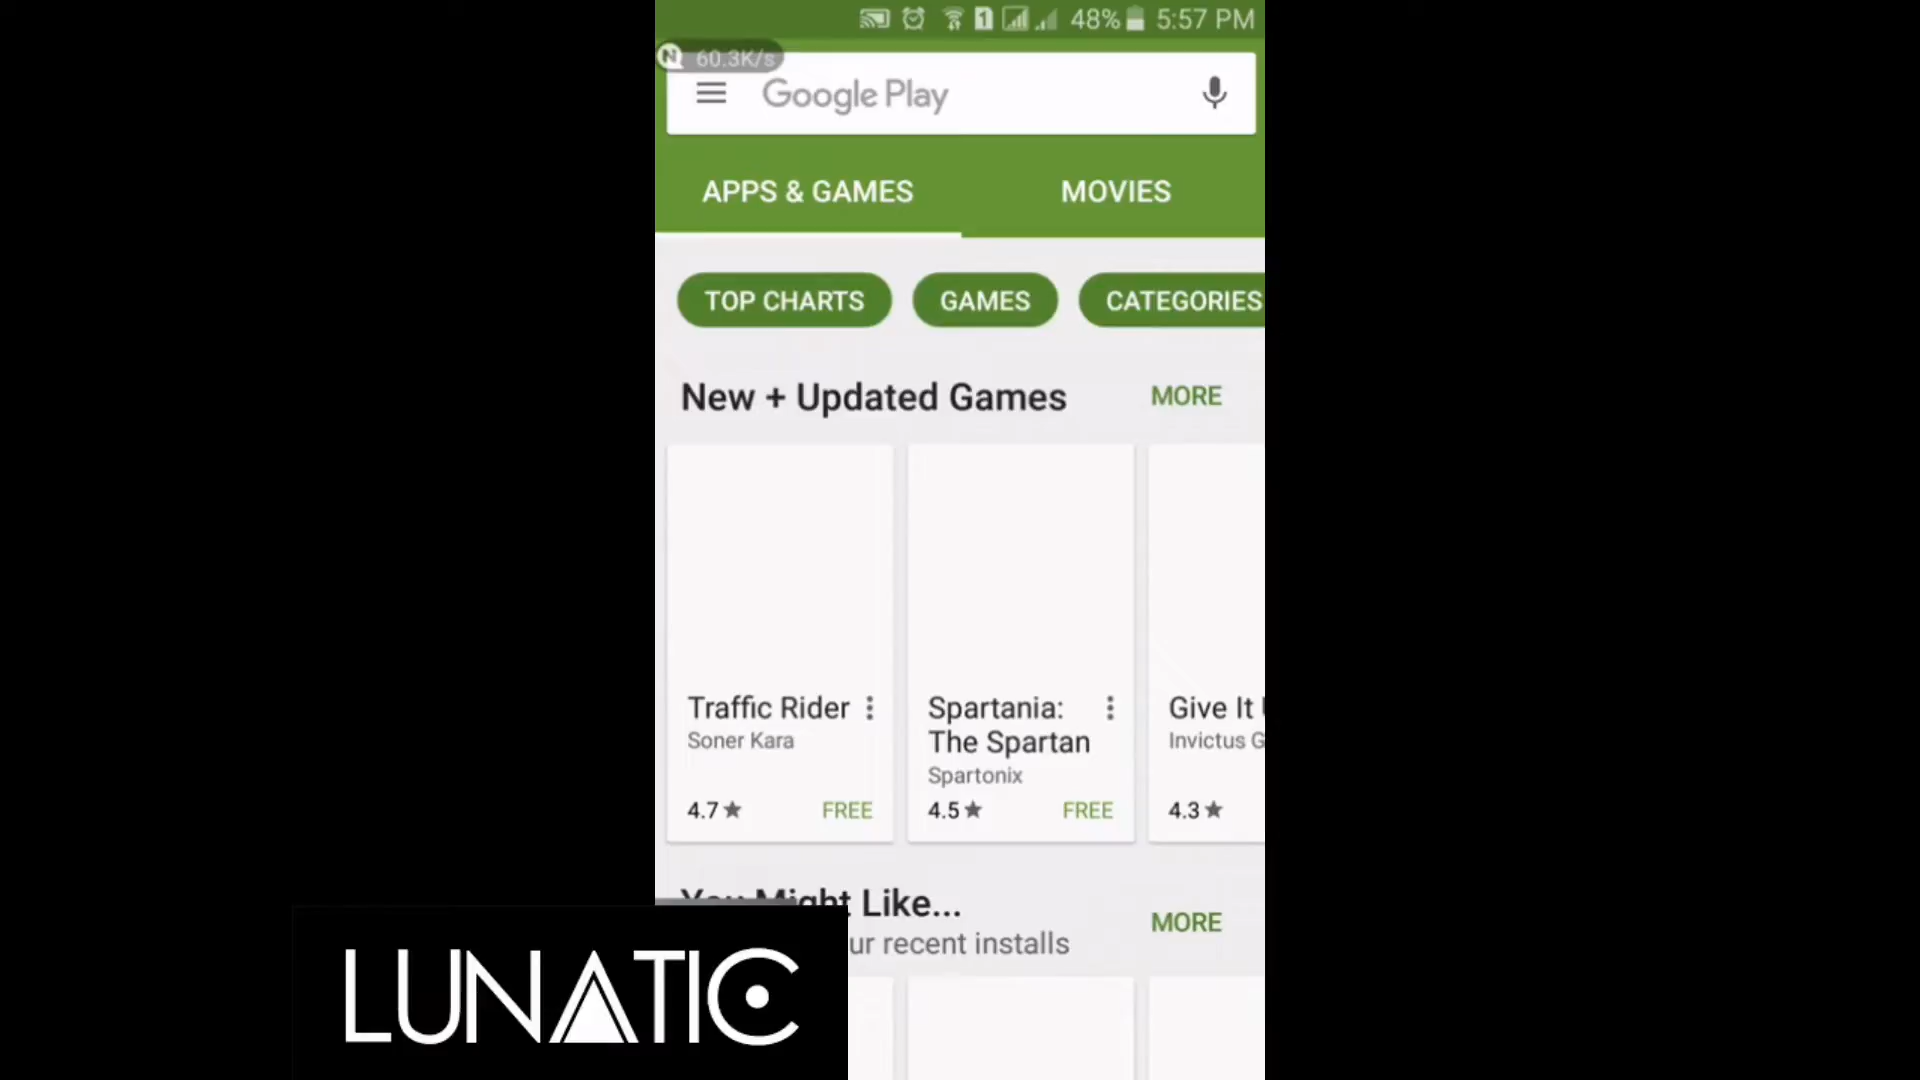 1 48% 5:57 PM
N 60.3K/s
Google Play
APPS & GAMES MOVIES
TOP CHARTS GAMES CATEGORIES
New + Updated Games MORE
Traffic Rider
Soner Kara
4.7 FREE
Spartania:
The Spartan
Spartonix
4.5 FREE
Give It
Invictus G
4.3
You Might Like... MORE
ur recent installs
LUNATIC